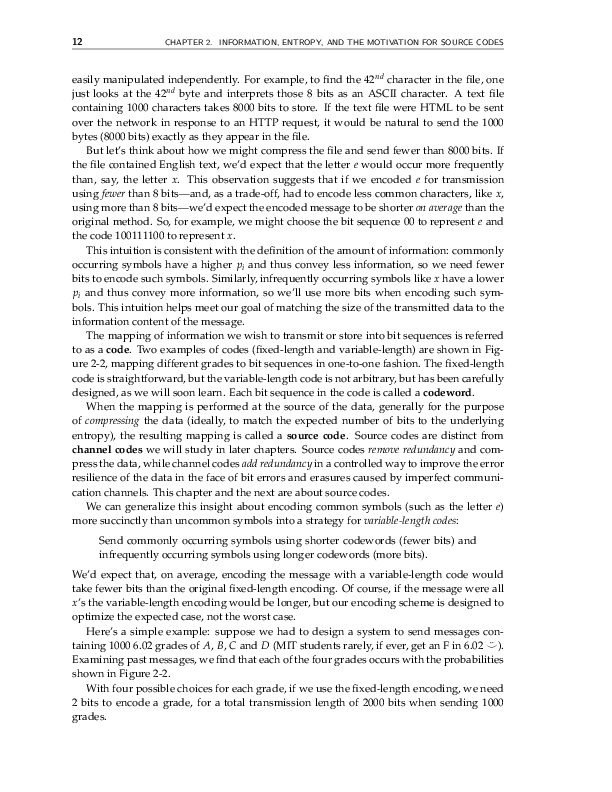 12 CHAPTER 2. INFORMATION, ENTROPY, AND THE MOTIVATION FOR SOURCE CODES
easily manipulated independently. For example, to find the 42nd character in the file, one
just looks at the 42nd byte and interprets those 8 bits as an ASCII character. A text file
containing 1000 characters takes 8000 bits to store. If the text file were HTML to be sent
over the network in response to an HTTP request, it would be natural to send the 1000
bytes (8000 bits) exactly as they appear in the file.
But let's think about how we might compress the file and send fewer than 8000 bits. If
the file contained English text, we'd expect that the letter e would occur more frequently
than, say, the letter x. This observation suggests that if we encoded e for transmission
using fewer than 8 bits—and, as a trade-off, had to encode less common characters, like x,
using more than 8 bits—we'd expect the encoded message to be shorter on average than the
original method. So, for example, we might choose the bit sequence 00 to represent e and
the code 100111100 to represent x.
This intuition is consistent with the definition of the amount of information: commonly
occurring symbols have a higher pi and thus convey less information, so we need fewer
bits to encode such symbols. Similarly, infrequently occurring symbols like x have a lower
pi and thus convey more information, so we'll use more bits when encoding such sym-
bols. This intuition helps meet our goal of matching the size of the transmitted data to the
information content of the message.
The mapping of information we wish to transmit or store into bit sequences is referred
to as a code. Two examples of codes (fixed-length and variable-length) are shown in Fig-
ure 2-2, mapping different grades to bit sequences in one-to-one fashion. The fixed-length
code is straightforward, but the variable-length code is not arbitrary, but has been carefully
designed, as we will soon learn. Each bit sequence in the code is called a codeword.
When the mapping is performed at the source of the data, generally for the purpose
of compressing the data (ideally, to match the expected number of bits to the underlying
entropy), the resulting mapping is called a source code. Source codes are distinct from
channel codes we will study in later chapters. Source codes remove redundancy and com-
press the data, while channel codes add redundancy in a controlled way to improve the error
resilience of the data in the face of bit errors and erasures caused by imperfect communi-
cation channels. This chapter and the next are about source codes.
We can generalize this insight about encoding common symbols (such as the letter e)
more succinctly than uncommon symbols into a strategy for variable-length codes:
Send commonly occurring symbols using shorter codewords (fewer bits) and
infrequently occurring symbols using longer codewords (more bits).
We'd expect that, on average, encoding the message with a variable-length code would
take fewer bits than the original fixed-length encoding. Of course, if the message were all
x's the variable-length encoding would be longer, but our encoding scheme is designed to
optimize the expected case, not the worst case.
Here's a simple example: suppose we had to design a system to send messages con-
taining 1000 6.02 grades of A, B, C and D (MIT students rarely, if ever, get an F in 6.02 ⌣̈).
Examining past messages, we find that each of the four grades occurs with the probabilities
shown in Figure 2-2.
With four possible choices for each grade, if we use the fixed-length encoding, we need
2 bits to encode a grade, for a total transmission length of 2000 bits when sending 1000
grades.